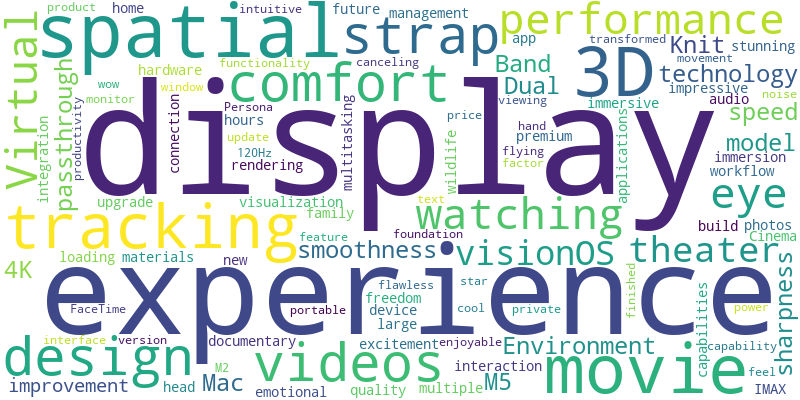 product
home
intuitive
future
management
performance
spatial
strap
app
transformed
Knit
stunning
canceling
movement
Virtual
passthrough
wow
hardware
functionality
comfort
Band
3D
technology
monitor
window
Dual
viewing
immersive
impressive
productivity
Persona
hours
price
audio
noise
display
speed
integration
connection
update
120Hz
rendering
multitasking
hand
premium
flying
factor
wildlife
applications
model
immersion
workflow
upgrade
visualization
text
eye
tracking
family
watching
build
photos
feature
foundation
smoothness
visionOS
theater
Cinema
4K
loading
materials
new
flawless
star
finished
sharpness
experience
FaceTime
portable
freedom
device
cool
private
power
large
interface
version
documentary
excitement
enjoyable
Environment
capabilities
capability
design
videos
movie
M2
interaction
feel
improvement
head
Mac
emotional
quality
multiple
M5
IMAX